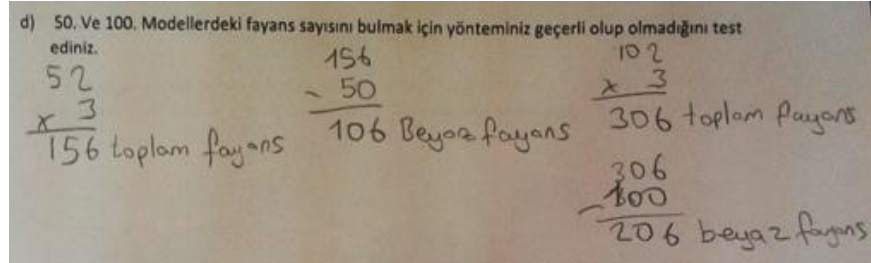 d) 50. Ve 100. Modellerdeki fayans sayısını bulmak için yönteminiz geçerli olup olmadığını test
ediniz.
52
x 3
156 toplam fayans
156
- 50
106 Beyaz fayans
102
x 3
306 toplam fayans
306
- 100
206 beyaz fayans